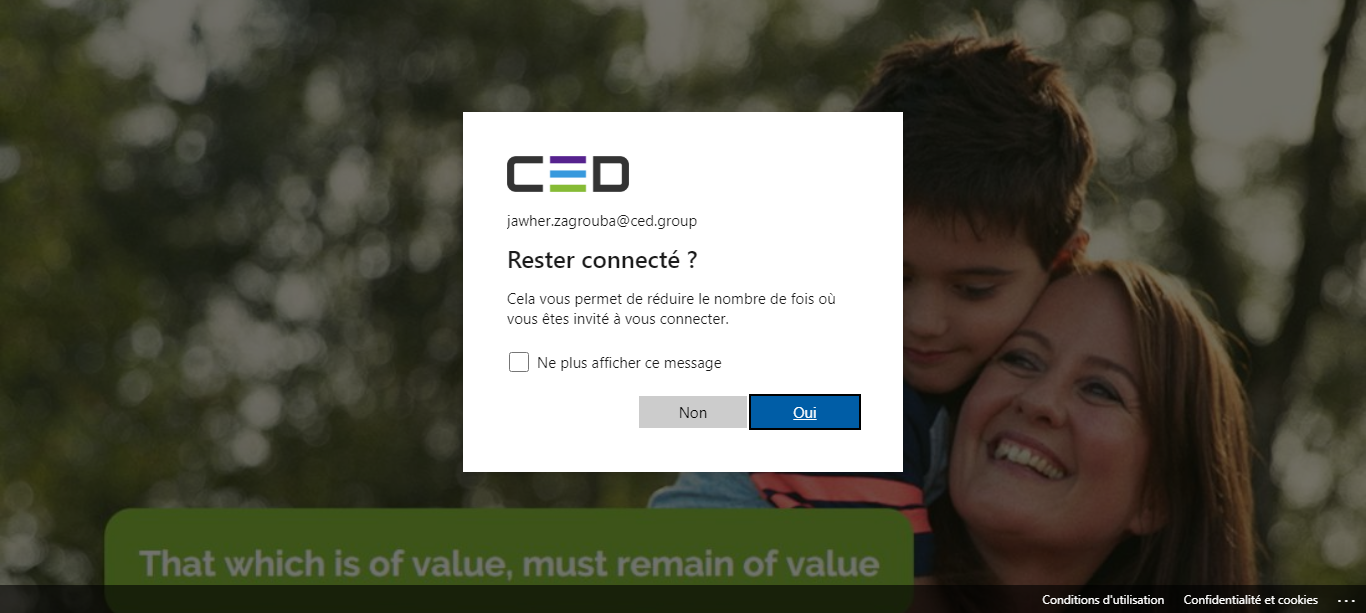 CED
jawher.zagrouba@ced.group
Rester connecté ?
Cela vous permet de réduire le nombre de fois où
vous êtes invité à vous connecter.
Ne plus afficher ce message
Non
Oui
That which is of value, must remain of value
Conditions d'utilisation
Confidentialité et cookies
...